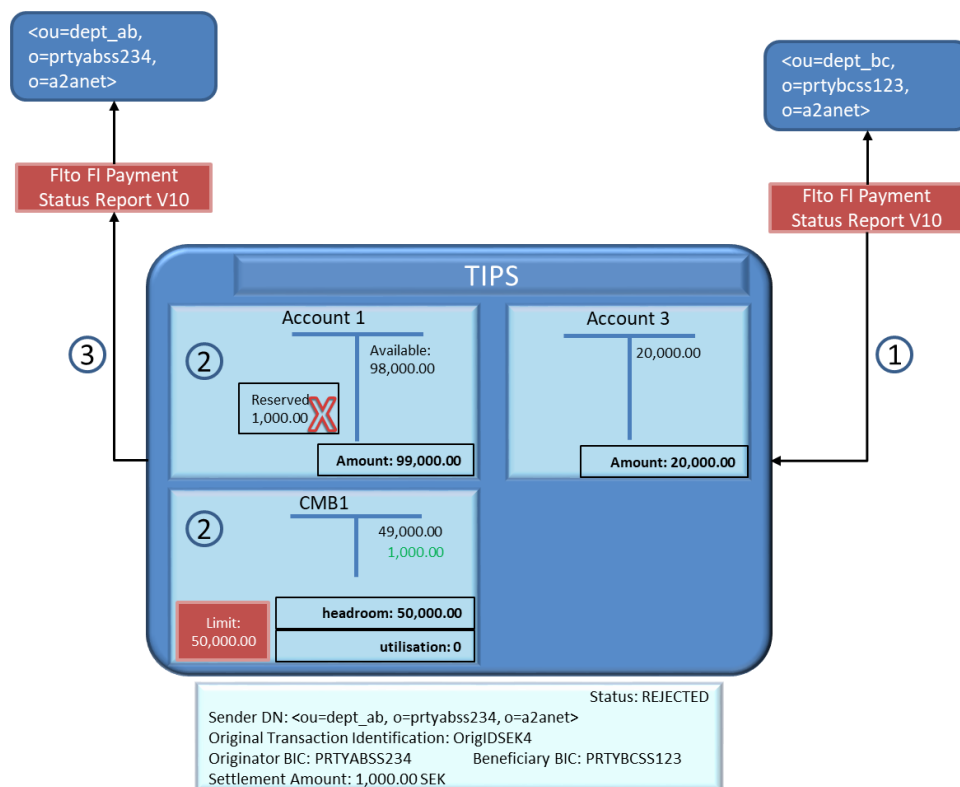 <ou=dept_ab,
o=prtyabss234,
o=a2anet>
<ou=dept_bc,
o=prtybcss123,
o=a2anet>
FIto FI Payment
Status Report V10
FIto FI Payment
Status Report V10
TIPS
3
1
Account 1
2
Available:
98,000.00
Reserved
1,000.00
X
Amount: 99,000.00
Account 3
20,000.00
Amount: 20,000.00
CMB1
2
49,000.00
1,000.00
Limit:
50,000.00
headroom: 50,000.00
utilisation: 0
Status: REJECTED
Sender DN: <ou=dept_ab, o=prtyabss234, o=a2anet>
Original Transaction Identification: OrigIDSEK4
Originator BIC: PRTYABSS234 Beneficiary BIC: PRTYBCSS123
Settlement Amount: 1,000.00 SEK